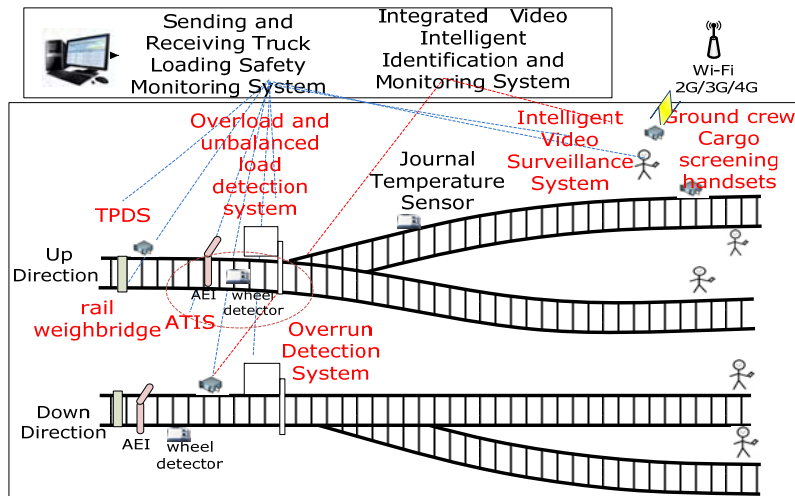 Sending and
Receiving Truck
Loading Safety
Monitoring System
Integrated Video
Intelligent
Identification and
Monitoring System
Wi-Fi
2G/3G/4G
Overload and
unbalanced
load
detection
system
Intelligent
Video
Surveillance
System
Ground crew
Cargo
screening
handsets
Journal
Temperature
Sensor
TPDS
Up
Direction
AEI
wheel
detector
rail
weighbridge
ATIS
Overrun
Detection
System
Down
Direction
AEI
wheel
detector